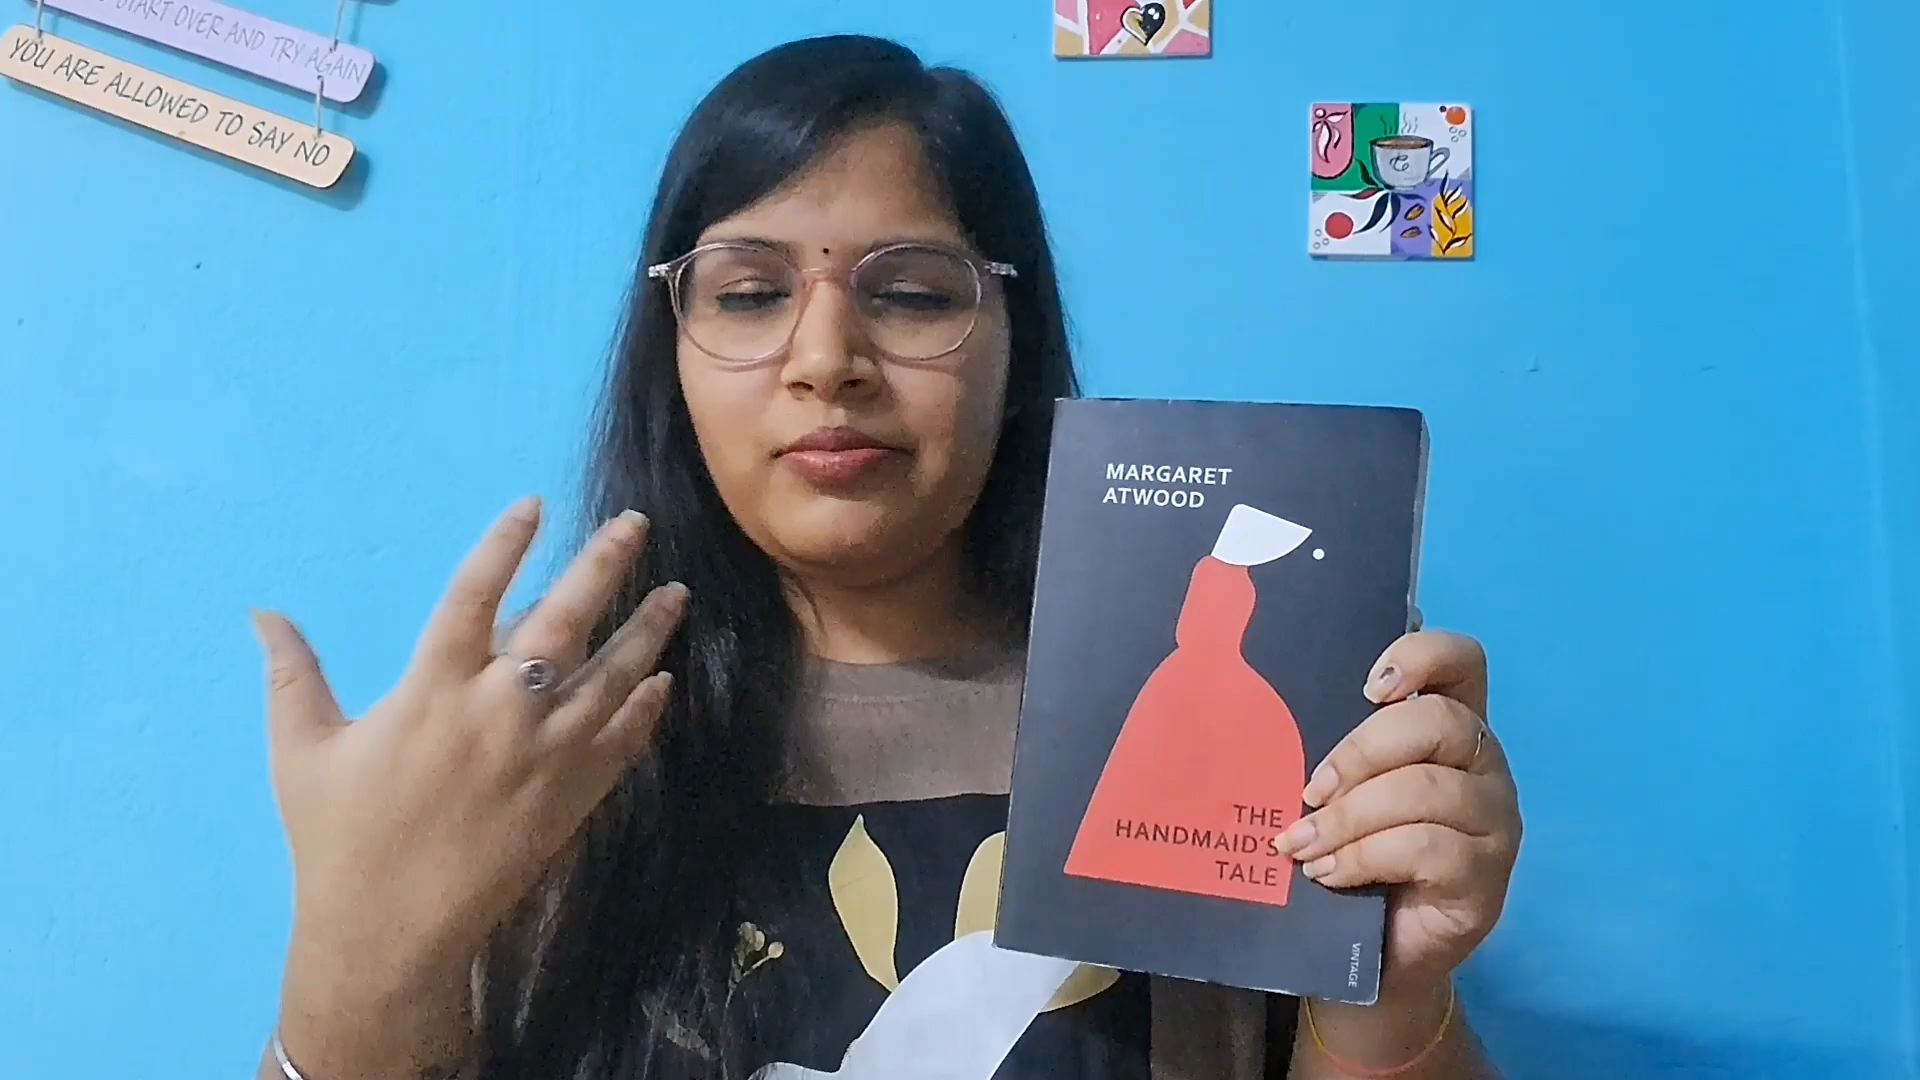 START OVER AND TRY AGAIN
YOU ARE ALLOWED TO SAY NO
MARGARET
ATWOOD
THE
HANDMAID'S
TALE
VINTAGE